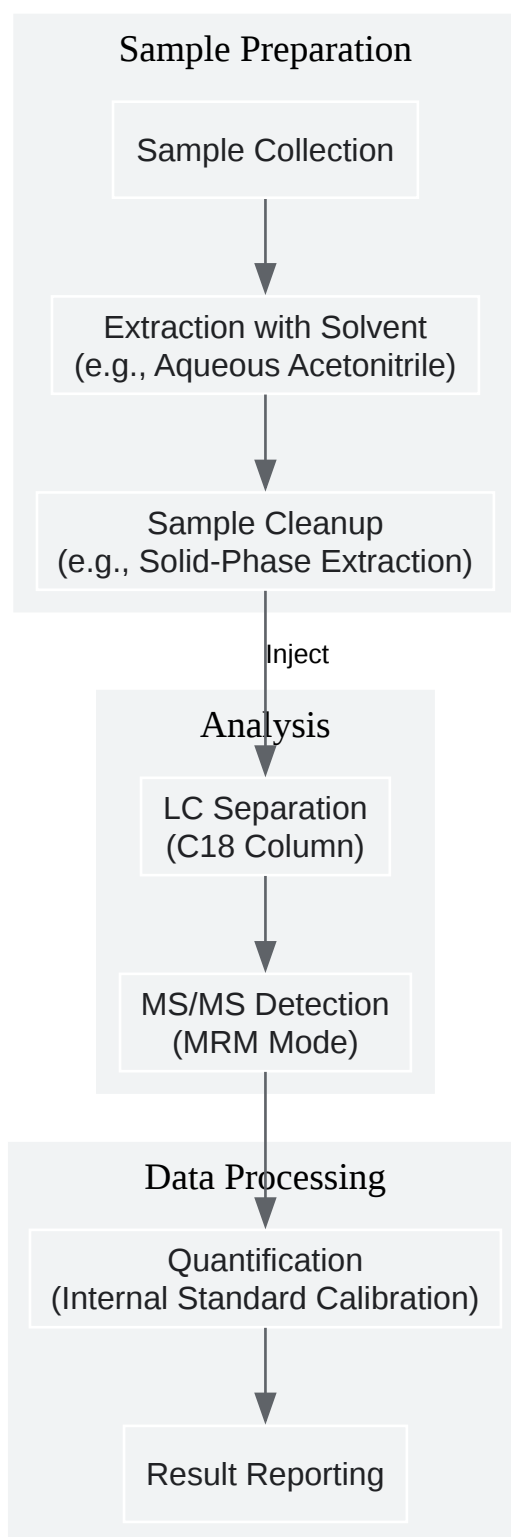 Sample Preparation
Sample Collection
Extraction with Solvent
(e.g., Aqueous Acetonitrile)
Sample Cleanup
(e.g., Solid-Phase Extraction)
Inject
Analysis
LC Separation
(C18 Column)
MS/MS Detection
(MRM Mode)
Data Processing
Quantification
(Internal Standard Calibration)
Result Reporting